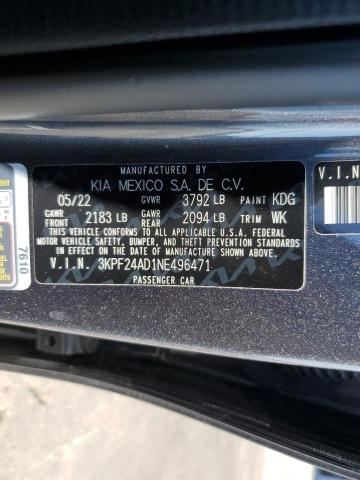 MANUFACTURED BY
KIA MEXICO S.A. DE C.V.
05/22 GVWR 3792 LB PAINT KDG
GAWR FRONT 2183 LB GAWR REAR 2094 LB TRIM WK
THIS VEHICLE CONFORMS TO ALL APPLICABLE FEDERAL
MOTOR VEHICLE SAFETY, BUMPER, AND THEFT PREVENTION
STANDARDS IN EFFECT ON THE DATE OF MANUFACTURE
SHOWN ABOVE.
V.I.N. 3KPF24AD1NE496471
PASSENGER CAR
7610
V.I.N